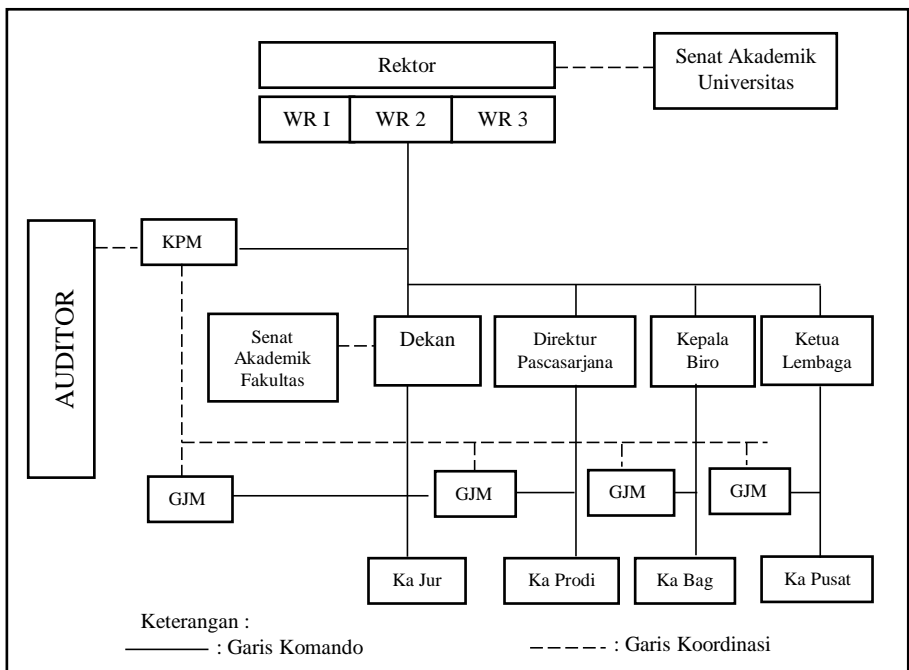 Rektor
Senat Akademik
Universitas
WR I
WR 2
WR 3
AUDITOR
KPM
Senat
Akademik
Fakultas
Dekan
Direktur
Pascasarjana
Kepala
Biro
Ketua
Lembaga
GJM
GJM
GJM
GJM
Ka Jur
Ka Prodi
Ka Bag
Ka Pusat
Keterangan :
: Garis Komando
: Garis Koordinasi